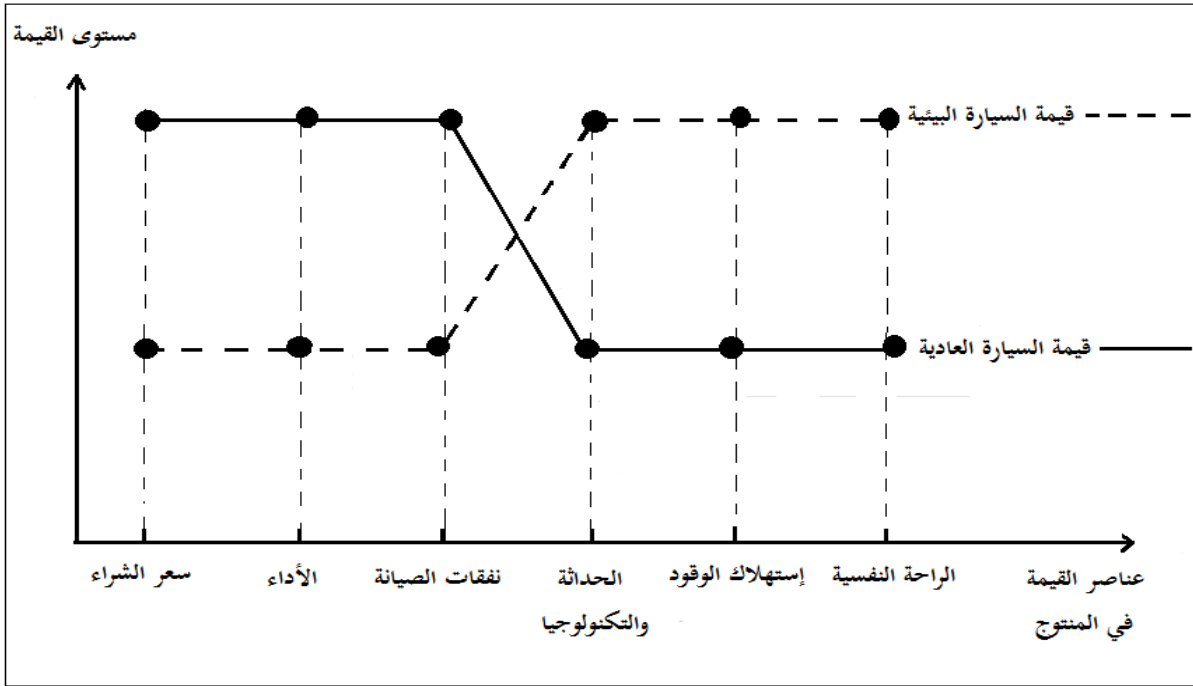 مستوى القيمة
قيمة السيارة البيئية
قيمة السيارة العادية
سعر الشراء
الأداء
نفقات الصيانة
الحداثة
والتكنولوجيا
إستهلاك الوقود
الراحة النفسية
عناصر القيمة
في المنتوج